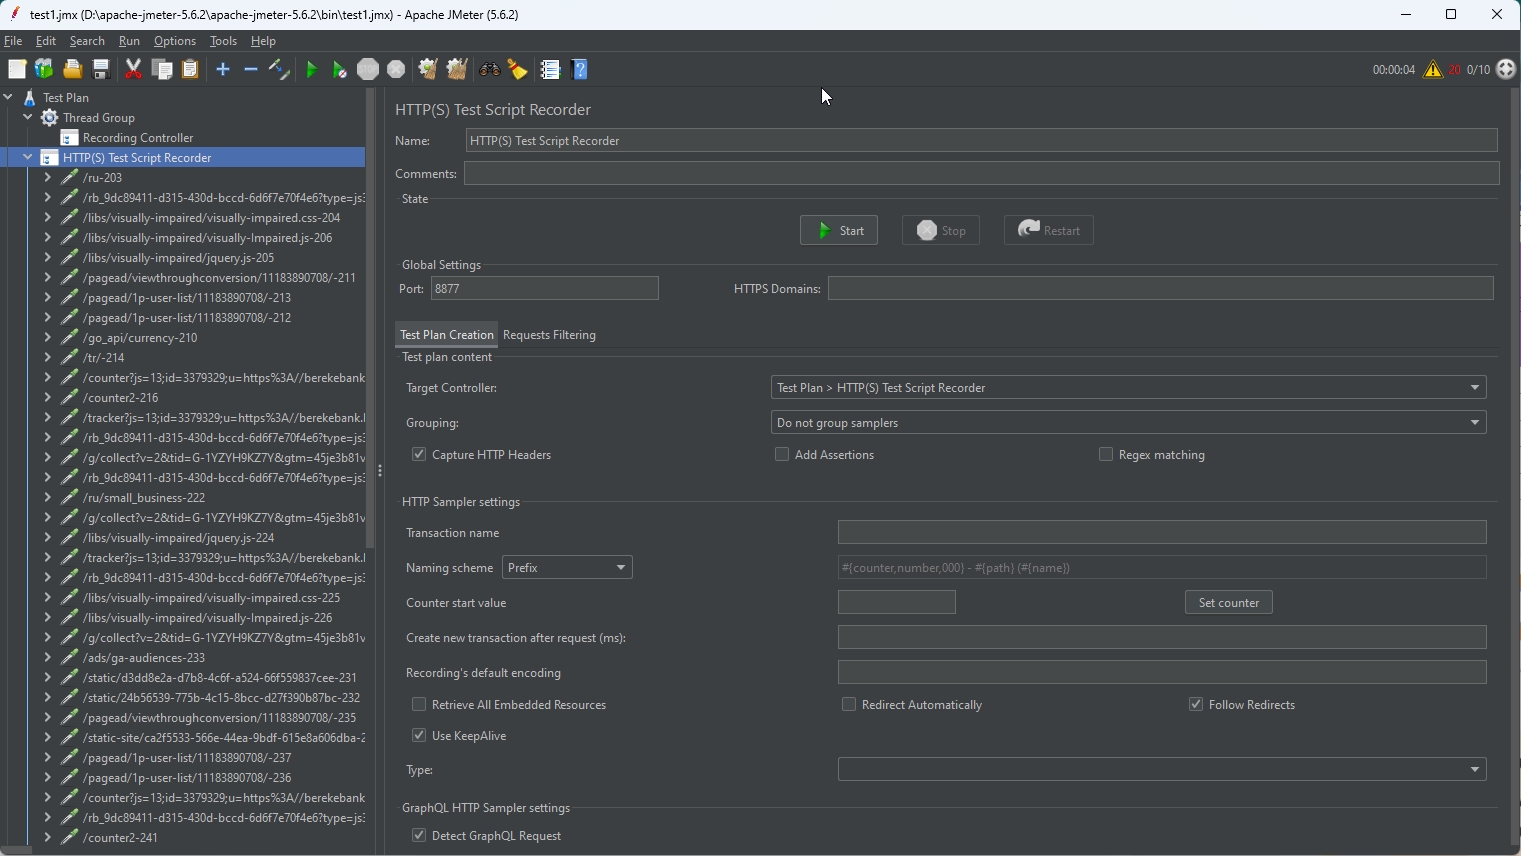 test1.jmx (D:\apache-jmeter-5.6.2\apache-jmeter-5.6.2\bin\test1.jmx) - Apache JMeter (5.6.2)
File Edit Search Run Options Tools Help
00:00:04 20 0/10
Test Plan
Thread Group
Recording Controller
HTTP(S) Test Script Recorder
/ru-203
/rb_9dc89411-d315-430d-bccd-6d6f7e70f4e6?type=js3
/libs/visually-impaired/visually-impaired.css-204
/libs/visually-impaired/visually-Impaired.js-206
/libs/visually-impaired/jquery.js-205
/pagead/viewthroughconversion/11183890708/-211
/pagead/1p-user-list/11183890708/-213
/pagead/1p-user-list/11183890708/-212
/go_api/currency-210
/tr/-214
/counter?js=13;id=3379329;u=https%3A//berekebank
/counter2-216
/tracker?js=13;id=3379329;u=https%3A//berekebank.
/rb_9dc89411-d315-430d-bccd-6d6f7e70f4e6?type=js3
/g/collect?v=2&tid=G-1YZYH9KZ7Y&gtm=45je3b81v
/rb_9dc89411-d315-430d-bccd-6d6f7e70f4e6?type=js3
/ru/small_business-222
/g/collect?v=2&tid=G-1YZYH9KZ7Y&gtm=45je3b81v
/libs/visually-impaired/jquery.js-224
/tracker?js=13;id=3379329;u=https%3A//berekebank.
/rb_9dc89411-d315-430d-bccd-6d6f7e70f4e6?type=js3
/libs/visually-impaired/visually-impaired.css-225
/libs/visually-impaired/visually-Impaired.js-226
/g/collect?v=2&tid=G-1YZYH9KZ7Y&gtm=45je3b81v
/ads/ga-audiences-233
/static/d3dd8e2a-d7b8-4c6f-a524-66f559837cee-231
/static/24b56539-775b-4c15-8bcc-d27f390b87bc-232
/pagead/viewthroughconversion/11183890708/-235
/static-site/ca2f5533-566e-44ea-9bdf-615e8a606dba-2
/pagead/1p-user-list/11183890708/-237
/pagead/1p-user-list/11183890708/-236
/counter?js=13;id=3379329;u=https%3A//berekebank
/rb_9dc89411-d315-430d-bccd-6d6f7e70f4e6?type=js3
/counter2-241
HTTP(S) Test Script Recorder
Name: HTTP(S) Test Script Recorder
Comments:
State
Start Stop Restart
Global Settings
Port: 8877 HTTPS Domains:
Test Plan Creation Requests Filtering
Test plan content
Target Controller: Test Plan > HTTP(S) Test Script Recorder
Grouping: Do not group samplers
Capture HTTP Headers Add Assertions Regex matching
HTTP Sampler settings
Transaction name
Naming scheme Prefix #{counter,number,000} - #{path} (#{name})
Counter start value Set counter
Create new transaction after request (ms):
Recording's default encoding
Retrieve All Embedded Resources Redirect Automatically Follow Redirects
Use KeepAlive
Type:
GraphQL HTTP Sampler settings
Detect GraphQL Request